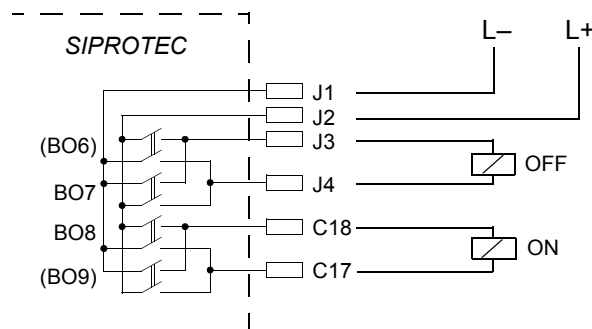 SIPROTEC
L– L+
J1
J2
(BO6) J3
OFF
BO7 J4
BO8 C18
ON
(BO9) C17